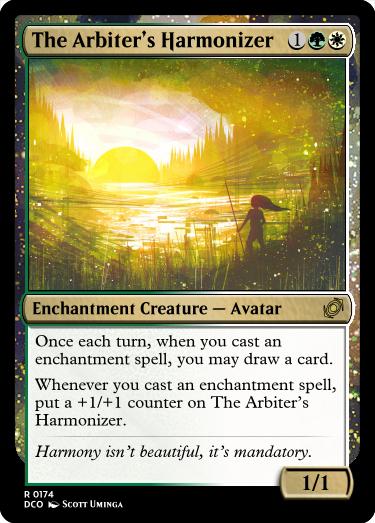 The Arbiter's Harmonizer 1
Enchantment Creature — Avatar
Once each turn, when you cast an
enchantment spell, you may draw a card.
Whenever you cast an enchantment spell,
put a +1/+1 counter on The Arbiter's
Harmonizer.
Harmony isn't beautiful, it's mandatory.
1/1
R 0174
DCO Scott Uminga